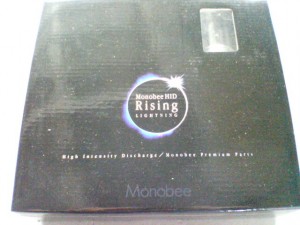 Monobee HID
Rising
LIGHTNING
High Intensity Discharge/Monobee Premium Parts
Monobee